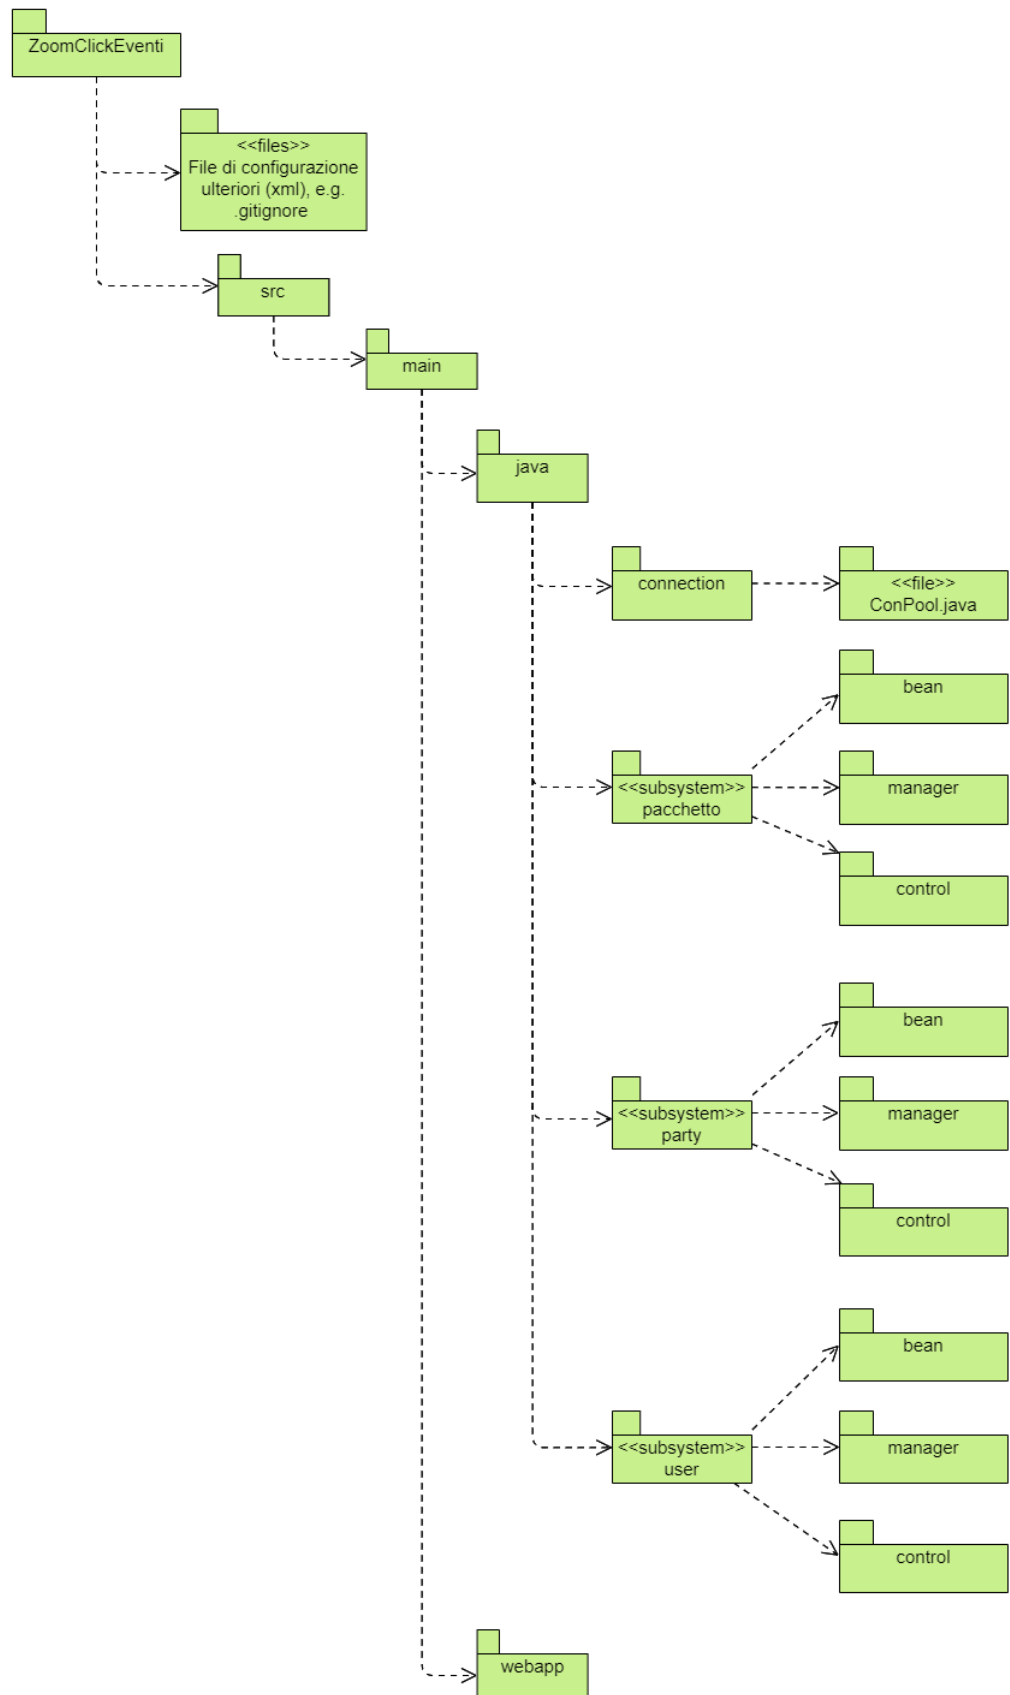 ZoomClickEventi
<<files>>
File di configurazione
ulteriori (xml), e.g.
.gitignore
src
main
java
connection
<<file>>
ConPool.java
bean
<<subsystem>>
pacchetto
manager
control
bean
<<subsystem>>
party
manager
control
bean
<<subsystem>>
user
manager
control
webapp